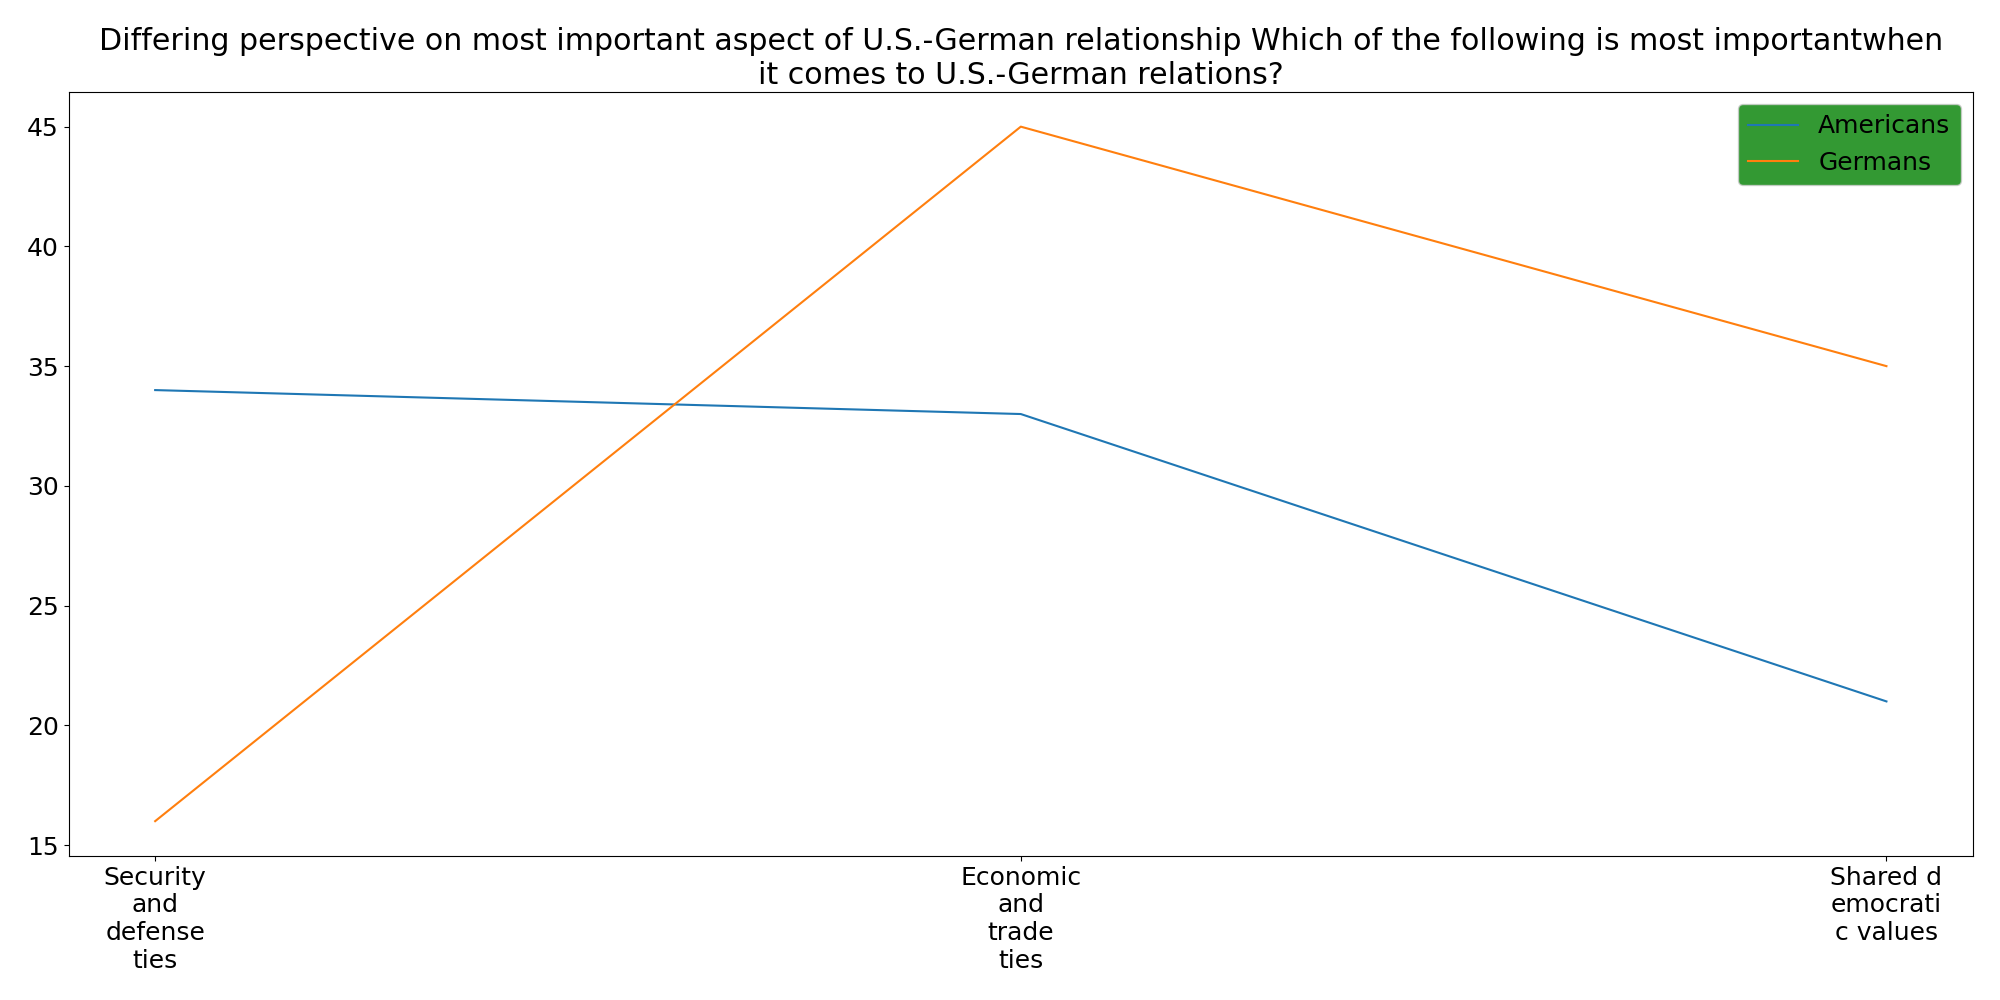 Differing perspective on most important aspect of U.S.-German relationship Which of the following is most importantwhen
it comes to U.S.-German relations?
Americans
Germans
45
40
35
30
25
20
15
Security
and
defense
ties
Economic
and
trade
ties
Shared d
emocrati
c values